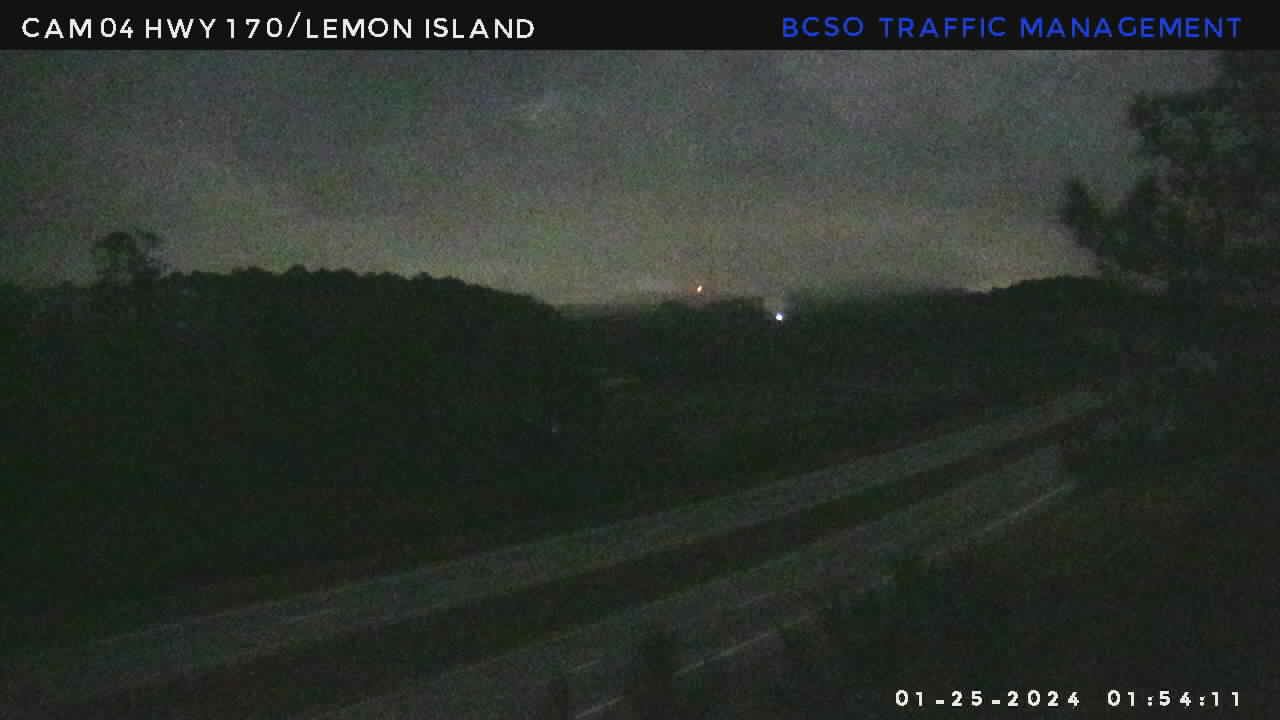 CAM04 HWY 170/LEMON ISLAND
BCSO TRAFFIC MANAGEMENT
01-25-2024 01:54:11